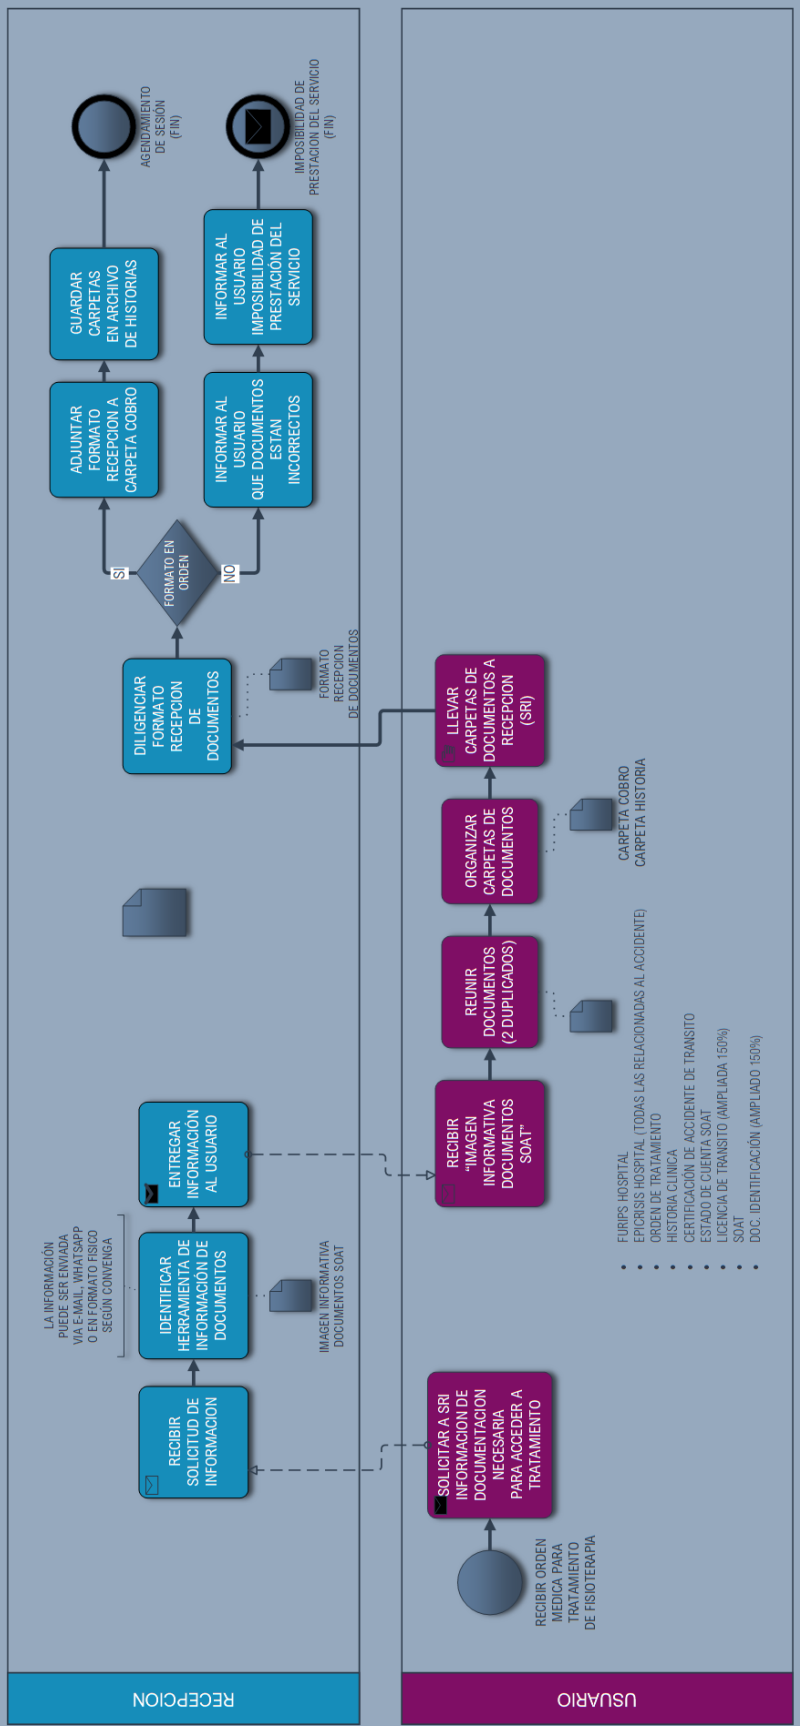 RECEPCION
RECIBIR
SOLICITUD DE
INFORMACION
LA INFORMACIÓN
PUEDE SER ENVIADA
VIA E-MAIL, WHATSAPP
O EN FORMATO FISICO
SEGÚN CONVENGA
IDENTIFICAR
HERRAMIENTA DE
INFORMACIÓN DE
DOCUMENTOS
IMAGEN INFORMATIVA
DOCUMENTOS SOAT
ENTREGAR
INFORMACIÓN
AL USUARIO
DILIGENCIAR
FORMATO
RECEPCION
DE
DOCUMENTOS
FORMATO
RECEPCION
DE DOCUMENTOS
FORMATO EN
ORDEN
SI
NO
ADJUNTAR
FORMATO
RECEPCION A
CARPETA COBRO
GUARDAR
CARPETAS
EN ARCHIVO
DE HISTORIAS
AGENDAMIENTO
DE SESIÓN
(FIN)
INFORMAR AL
USUARIO
QUE DOCUMENTOS
ESTAN
INCORRECTOS
INFORMAR AL
USUARIO
IMPOSIBILIDAD DE
PRESTACIÓN DEL
SERVICIO
IMPOSIBILIDAD DE
PRESTACION DEL SERVICIO
(FIN)
USUARIO
RECIBIR ORDEN
MEDICA PARA
TRATAMIENTO
DE FISIOTERAPIA
SOLICITAR A SRI
INFORMACION DE
DOCUMENTACION
NECESARIA
PARA ACCEDER A
TRATAMIENTO
RECIBIR
“IMAGEN
INFORMATIVA
DOCUMENTOS
SOAT”
REUNIR
DOCUMENTOS
(2 DUPLICADOS)
• FURIPS HOSPITAL
• EPICRISIS HOSPITAL (TODAS LAS RELACIONADAS AL ACCIDENTE)
• ORDEN DE TRATAMIENTO
• HISTORIA CLINICA
• CERTIFICACIÓN DE ACCIDENTE DE TRANSITO
• ESTADO DE CUENTA SOAT
• LICENCIA DE TRANSITO (AMPLIADA 150%)
• SOAT
• DOC. IDENTIFICACIÓN (AMPLIADO 150%)
ORGANIZAR
CARPETAS DE
DOCUMENTOS
CARPETA COBRO
CARPETA HISTORIA
LLEVAR
CARPETAS DE
DOCUMENTOS A
RECEPCION
(SRI)